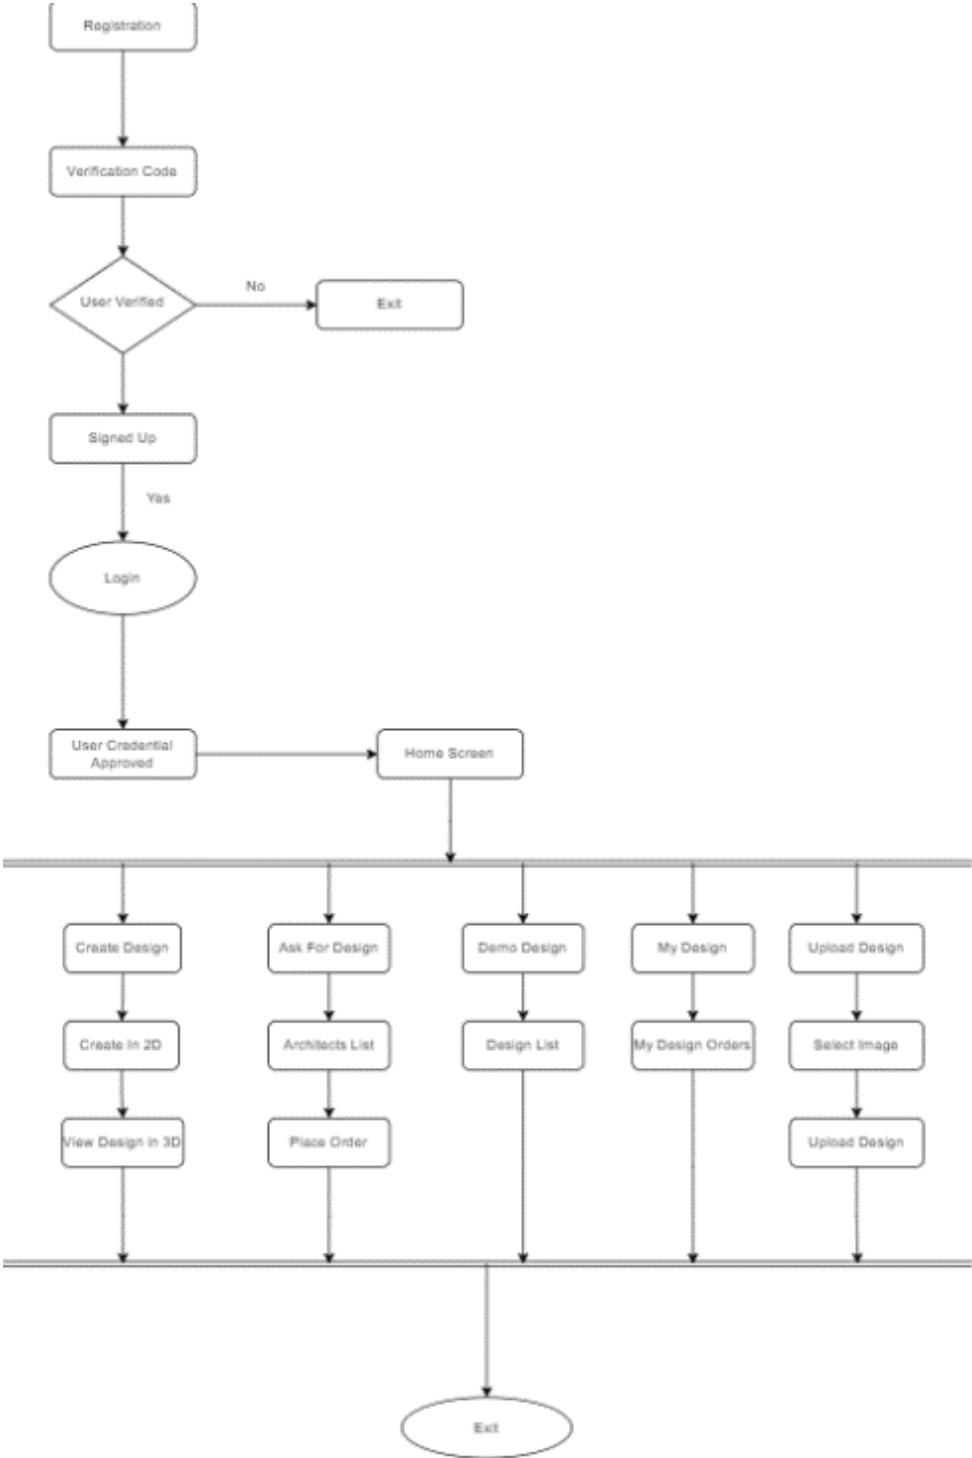 Registration
Verification Code
User Verified
No
Exit
Signed Up
Yes
Login
User Credential
Approved
Home Screen
Create Design
Ask For Design
Demo Design
My Design
Upload Design
Create In 2D
Architects List
Design List
My Design Orders
Select Image
View Design in 3D
Place Order
Upload Design
Exit